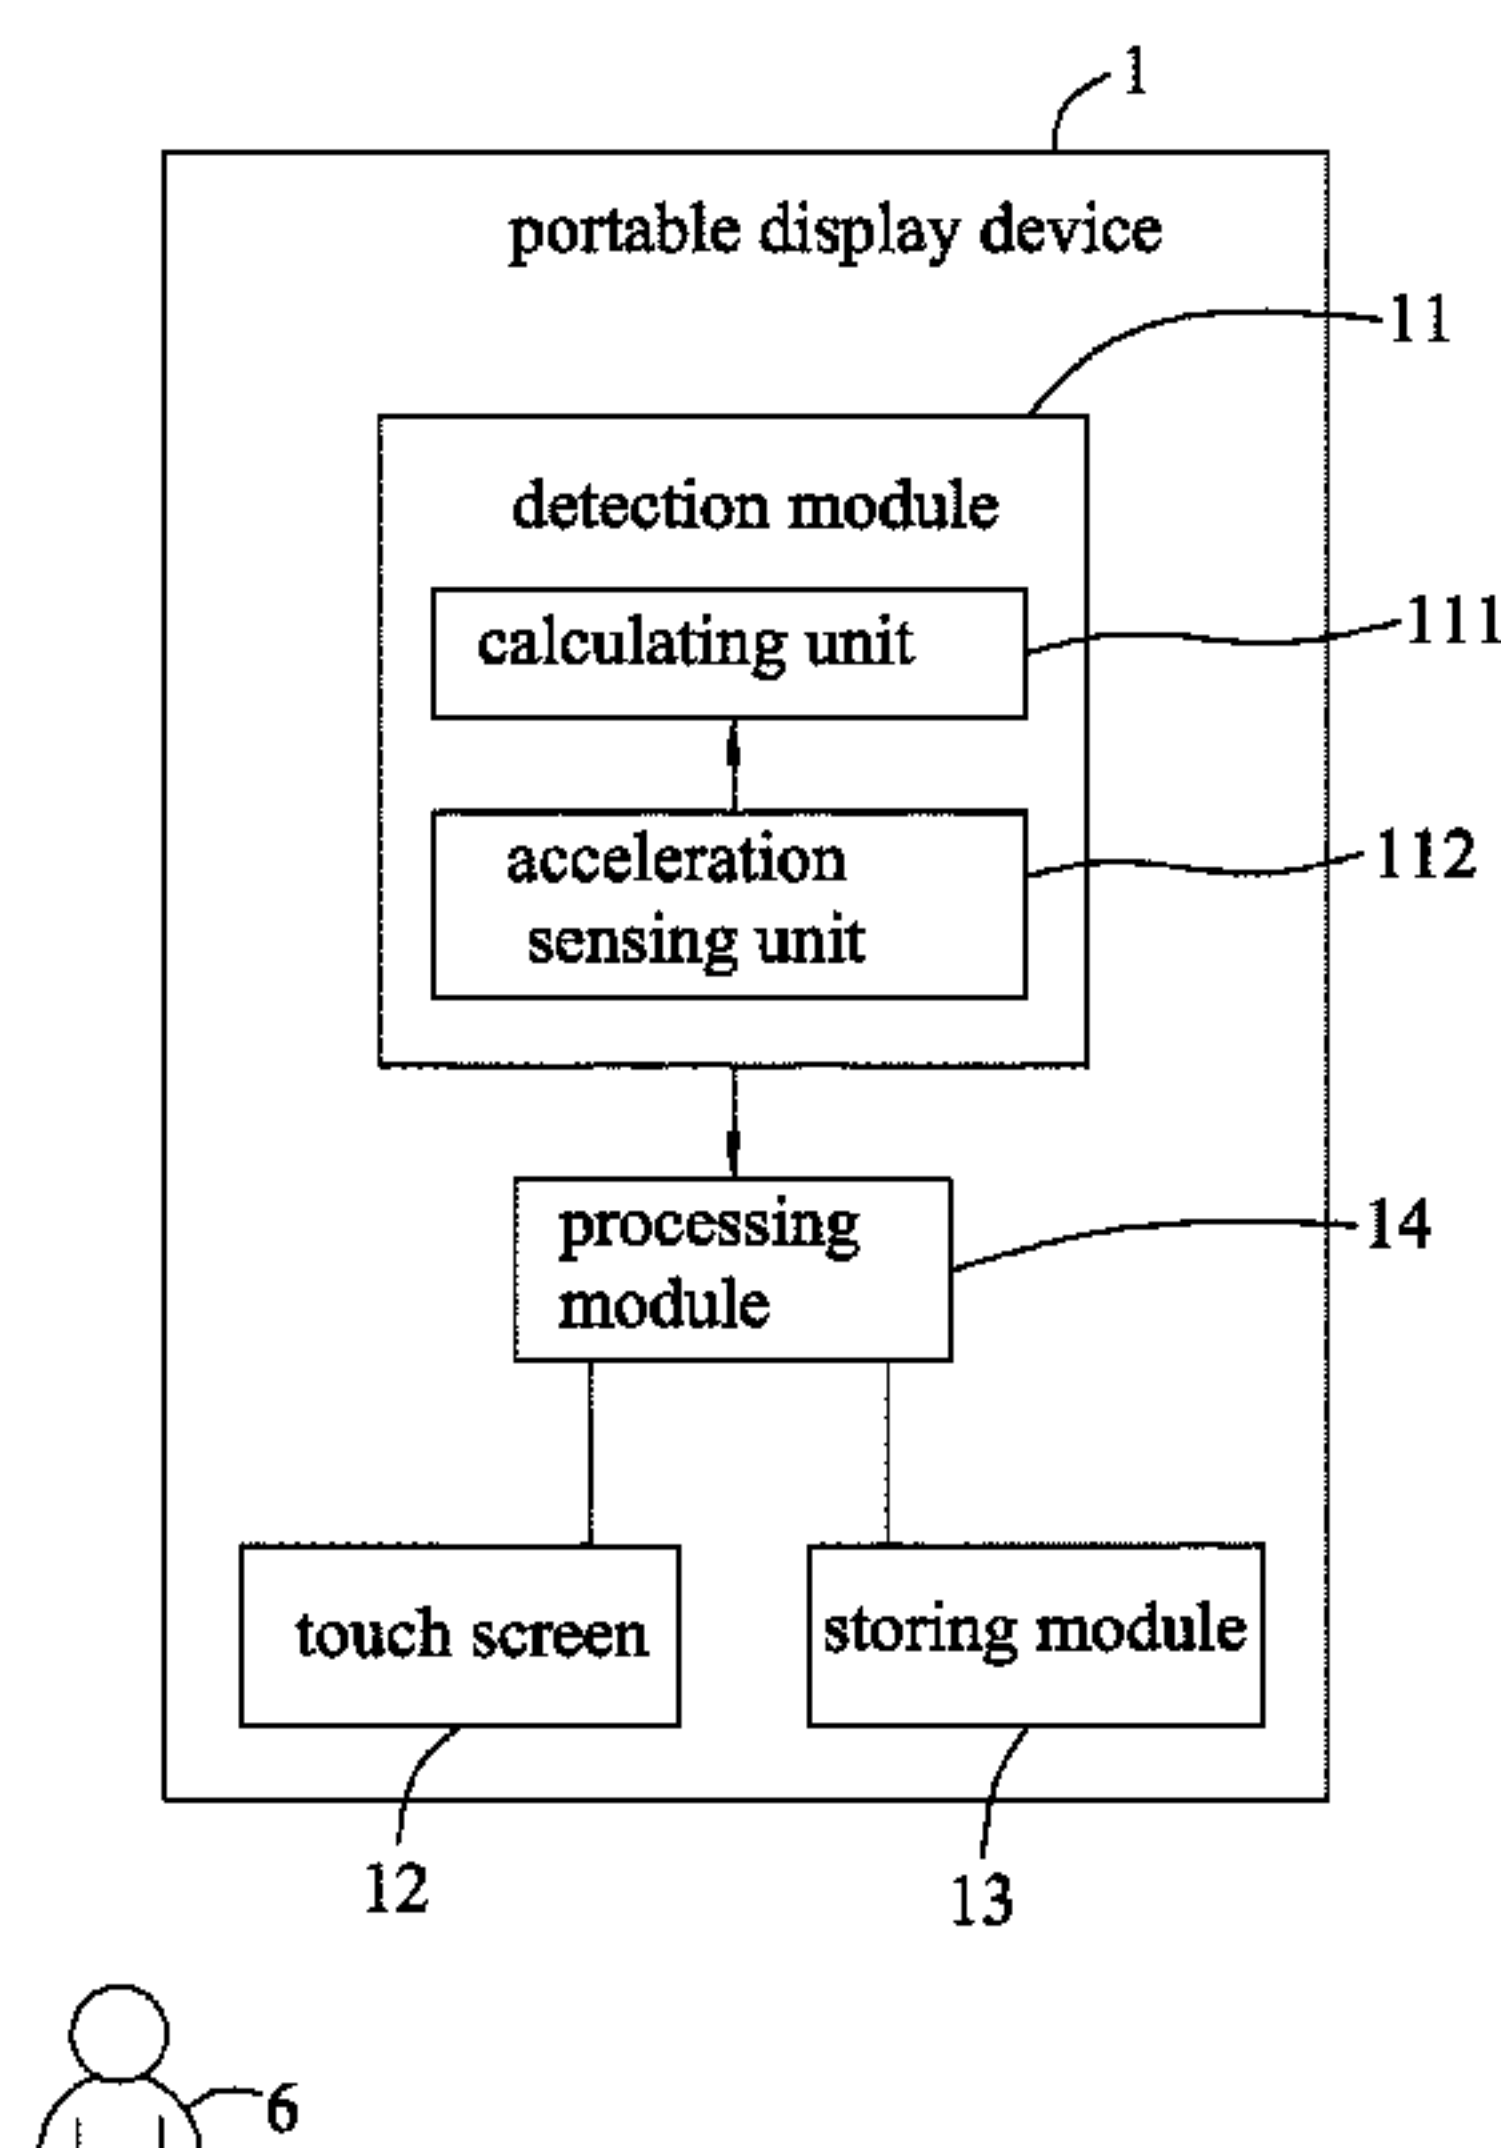 1
portable display device
11
detection module
calculating unit
111
acceleration
sensing unit
112
processing
module
14
touch screen
storing module
12
13
6